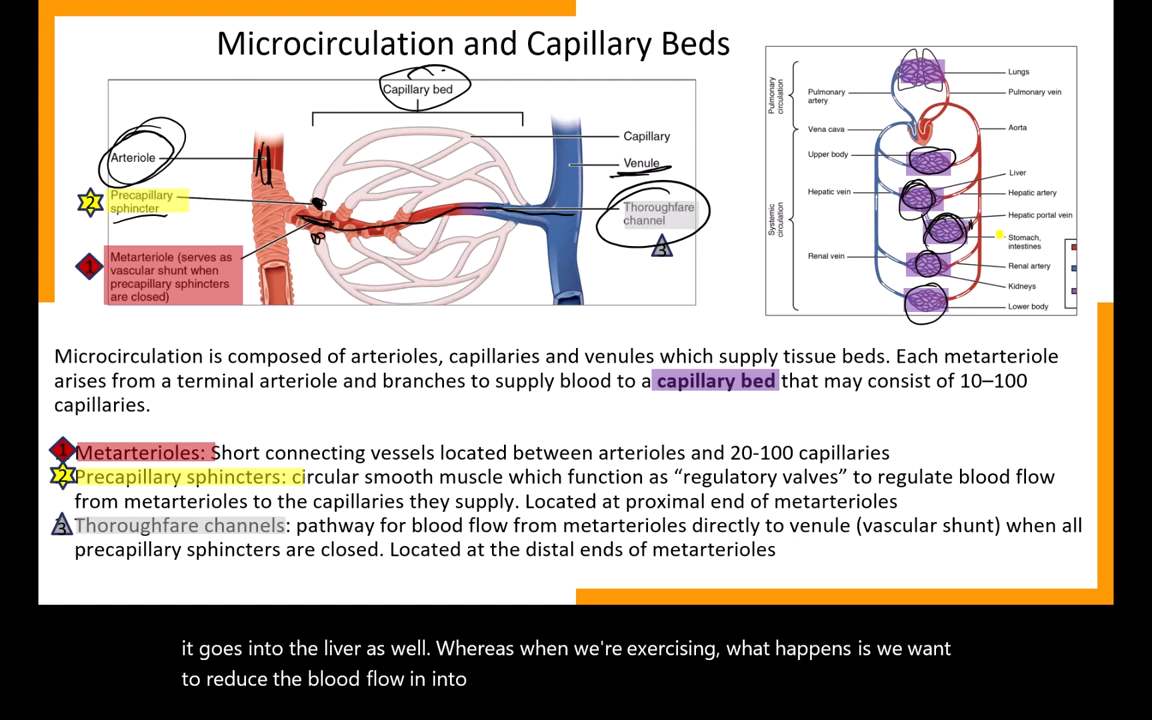 Microcirculation and Capillary Beds
Capillary bed
Arteriole
Precapillary
sphincter
Metarteriole (serves as
vascular shunt when
precapillary sphincters
are closed)
Capillary
Venule
Thoroughfare
channel
2
1
3
Pulmonary
circulation
Systemic
circulation
Pulmonary
artery
Vena cava
Upper body
Hepatic vein
Renal vein
Lungs
Pulmonary vein
Aorta
Liver
Hepatic artery
Hepatic portal vein
Stomach,
intestines
Renal artery
Kidneys
Lower body
Microcirculation is composed of arterioles, capillaries and venules which supply tissue beds. Each metarteriole
arises from a terminal arteriole and branches to supply blood to a capillary bed that may consist of 10–100
capillaries.
1 Metarterioles: Short connecting vessels located between arterioles and 20-100 capillaries
2 Precapillary sphincters: circular smooth muscle which function as “regulatory valves” to regulate blood flow
from metarterioles to the capillaries they supply. Located at proximal end of metarterioles
3 Thoroughfare channels: pathway for blood flow from metarterioles directly to venule (vascular shunt) when all
precapillary sphincters are closed. Located at the distal ends of metarterioles
it goes into the liver as well. Whereas when we're exercising, what happens is we want
to reduce the blood flow in into